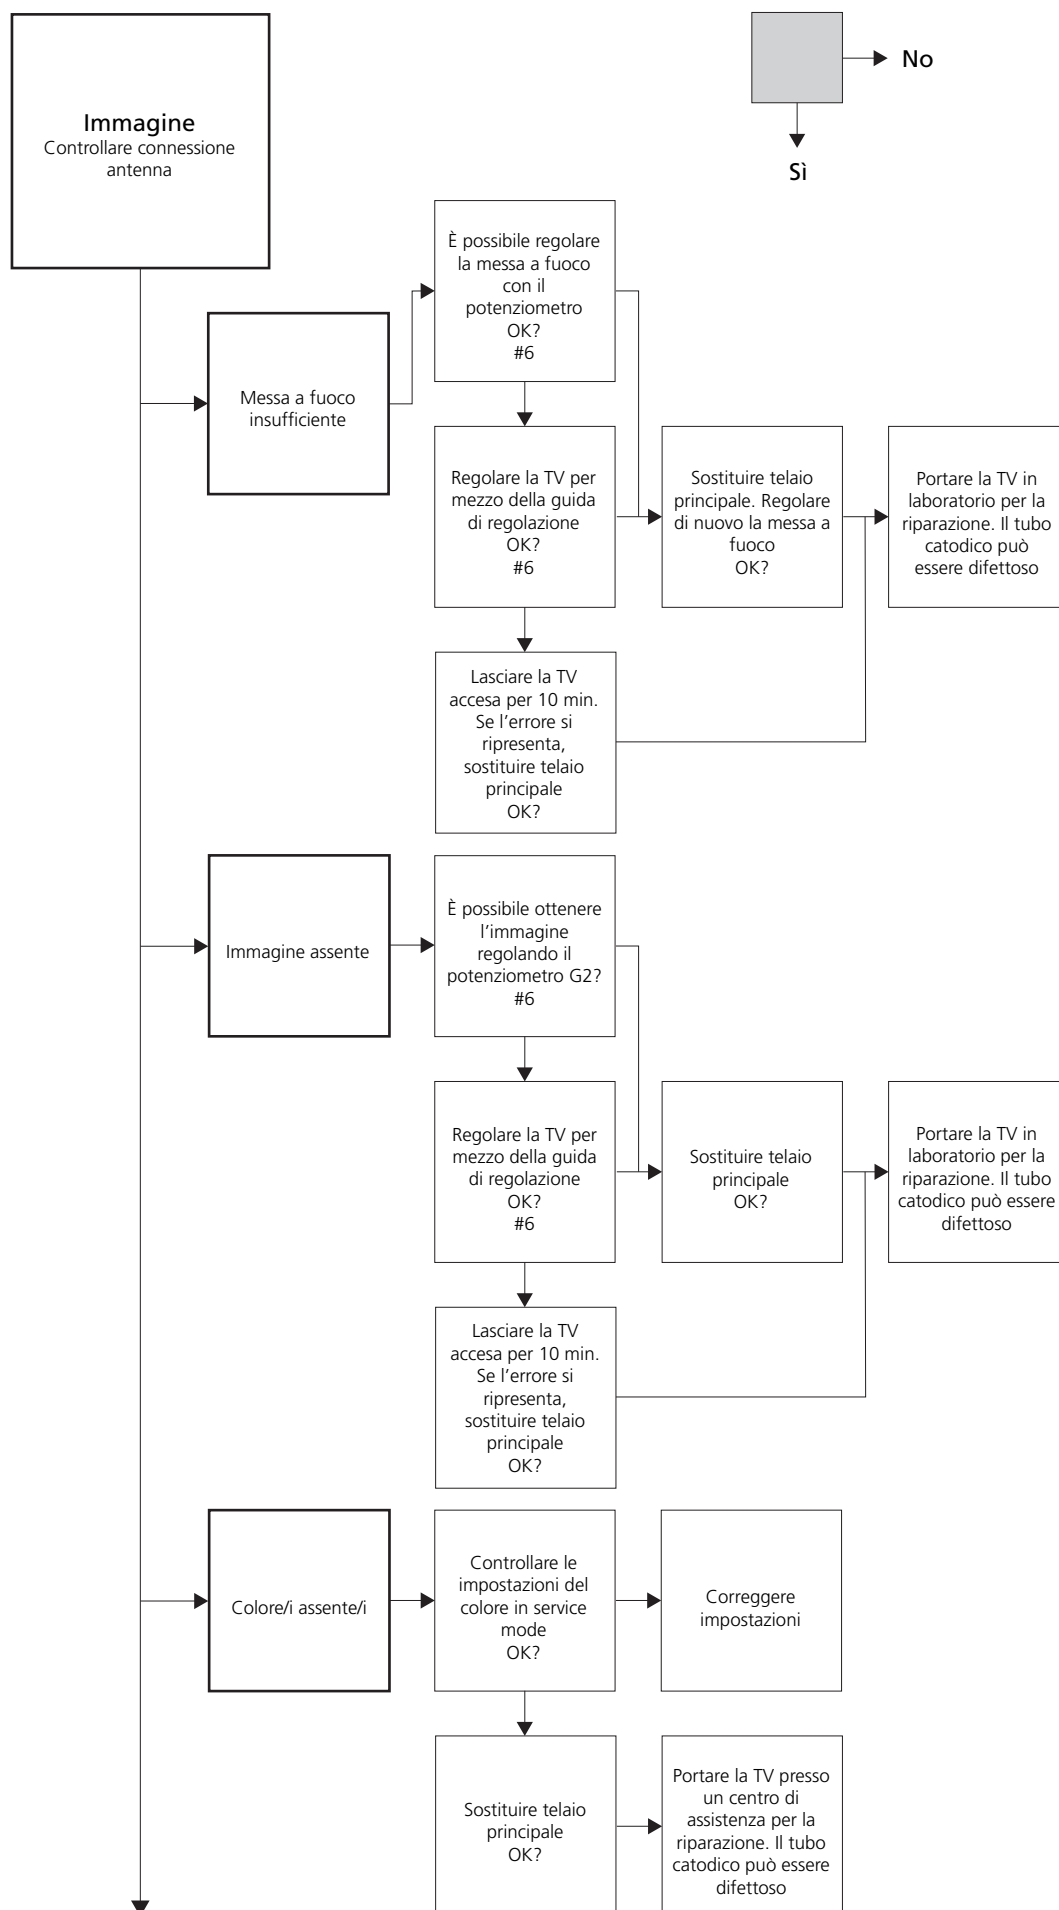 Immagine
Controllare connessione
antenna
No
Sì
Messa a fuoco
insufficiente
È possibile regolare
la messa a fuoco
con il
potenziometro
OK?
#6
Regolare la TV per
mezzo della guida
di regolazione
OK?
#6
Sostituire telaio
principale. Regolare
di nuovo la messa a
fuoco
OK?
Portare la TV in
laboratorio per la
riparazione. Il tubo
catodico può
essere difettoso
Lasciare la TV
accesa per 10 min.
Se l'errore si
ripresenta,
sostituire telaio
principale
OK?
Immagine assente
È possibile ottenere
l'immagine
regolando il
potenziometro G2?
#6
Regolare la TV per
mezzo della guida
di regolazione
OK?
#6
Sostituire telaio
principale
OK?
Portare la TV in
laboratorio per la
riparazione. Il tubo
catodico può essere
difettoso
Lasciare la TV
accesa per 10 min.
Se l'errore si
ripresenta,
sostituire telaio
principale
OK?
Colore/i assente/i
Controllare le
impostazioni del
colore in service
mode
OK?
Correggere
impostazioni
Sostituire telaio
principale
OK?
Portare la TV presso
un centro di
assistenza per la
riparazione. Il tubo
catodico può essere
difettoso